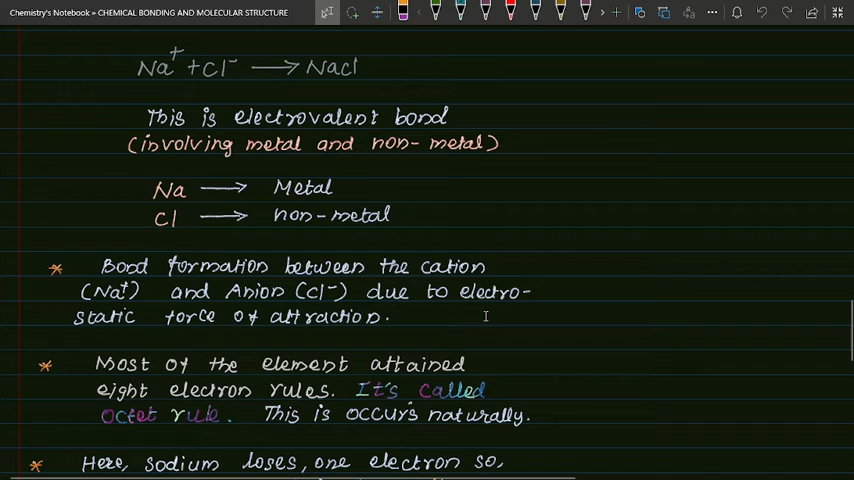 Chemistry's Notebook » CHEMICAL BONDING AND MOLECULAR STRUCTURE
Na⁺ + Cl⁻ ⟶ NaCl
This is electrovalent bond
(involving metal and non-metal)
Na ⟶ Metal
Cl ⟶ non-metal
* Bond formation between the cation
(Na⁺) and Anion (Cl⁻) due to electro-
static force of attraction.
* Most of the element attained
eight electron rules. It's called
octet rule. This is occurs naturally.
* Here, sodium loses, one electron so,